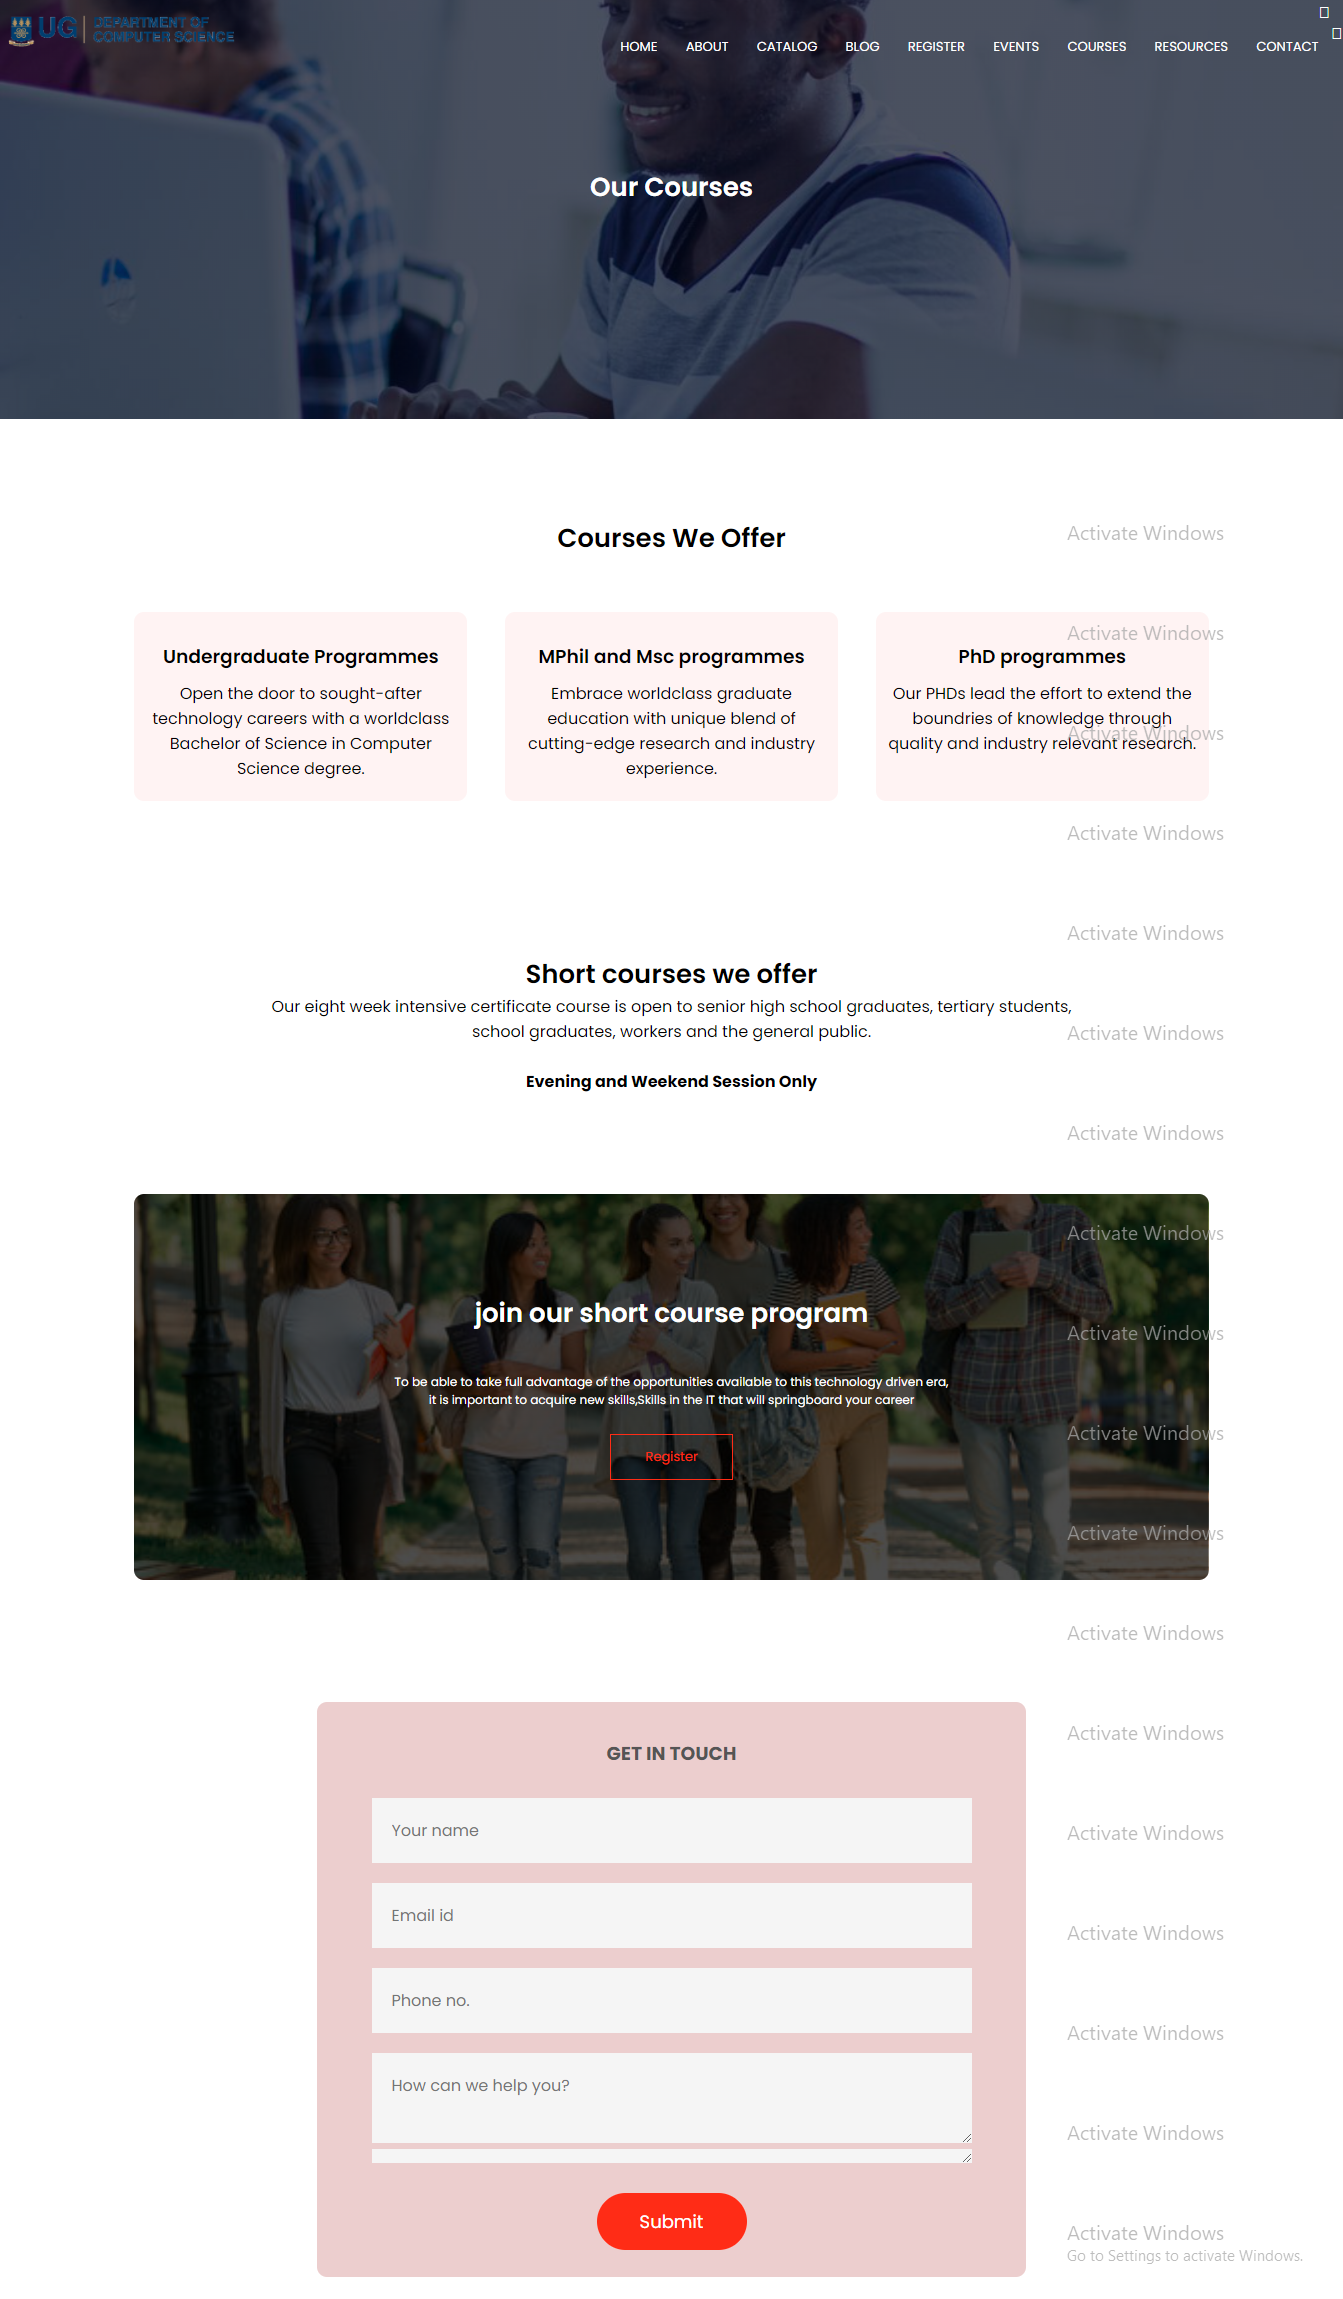 UG | DEPARTMENT OF
COMPUTER SCIENCE
HOME ABOUT CATALOG BLOG REGISTER EVENTS COURSES RESOURCES CONTACT
Our Courses
Courses We Offer
Activate Windows
Activate Windows
Undergraduate Programmes
Open the door to sought-after
technology careers with a worldclass
Bachelor of Science in Computer
Science degree.
MPhil and Msc programmes
Embrace worldclass graduate
education with unique blend of
cutting-edge research and industry
experience.
PhD programmes
Our PHDs lead the effort to extend the
boundries of knowledge through
Activate Windows
quality and industry relevant research.
Activate Windows
Activate Windows
Short courses we offer
Our eight week intensive certificate course is open to senior high school graduates, tertiary students,
school graduates, workers and the general public.
Activate Windows
Evening and Weekend Session Only
Activate Windows
Activate Windows
join our short course program
Activate Windows
To be able to take full advantage of the opportunities available to this technology driven era,
it is important to acquire new skills,Skills in the IT that will springboard your career
Activate Windows
Register
Activate Windows
Activate Windows
Activate Windows
GET IN TOUCH
Your name
Activate Windows
Email id
Activate Windows
Phone no.
Activate Windows
How can we help you?
Activate Windows
Submit
Activate Windows
Go to Settings to activate Windows.